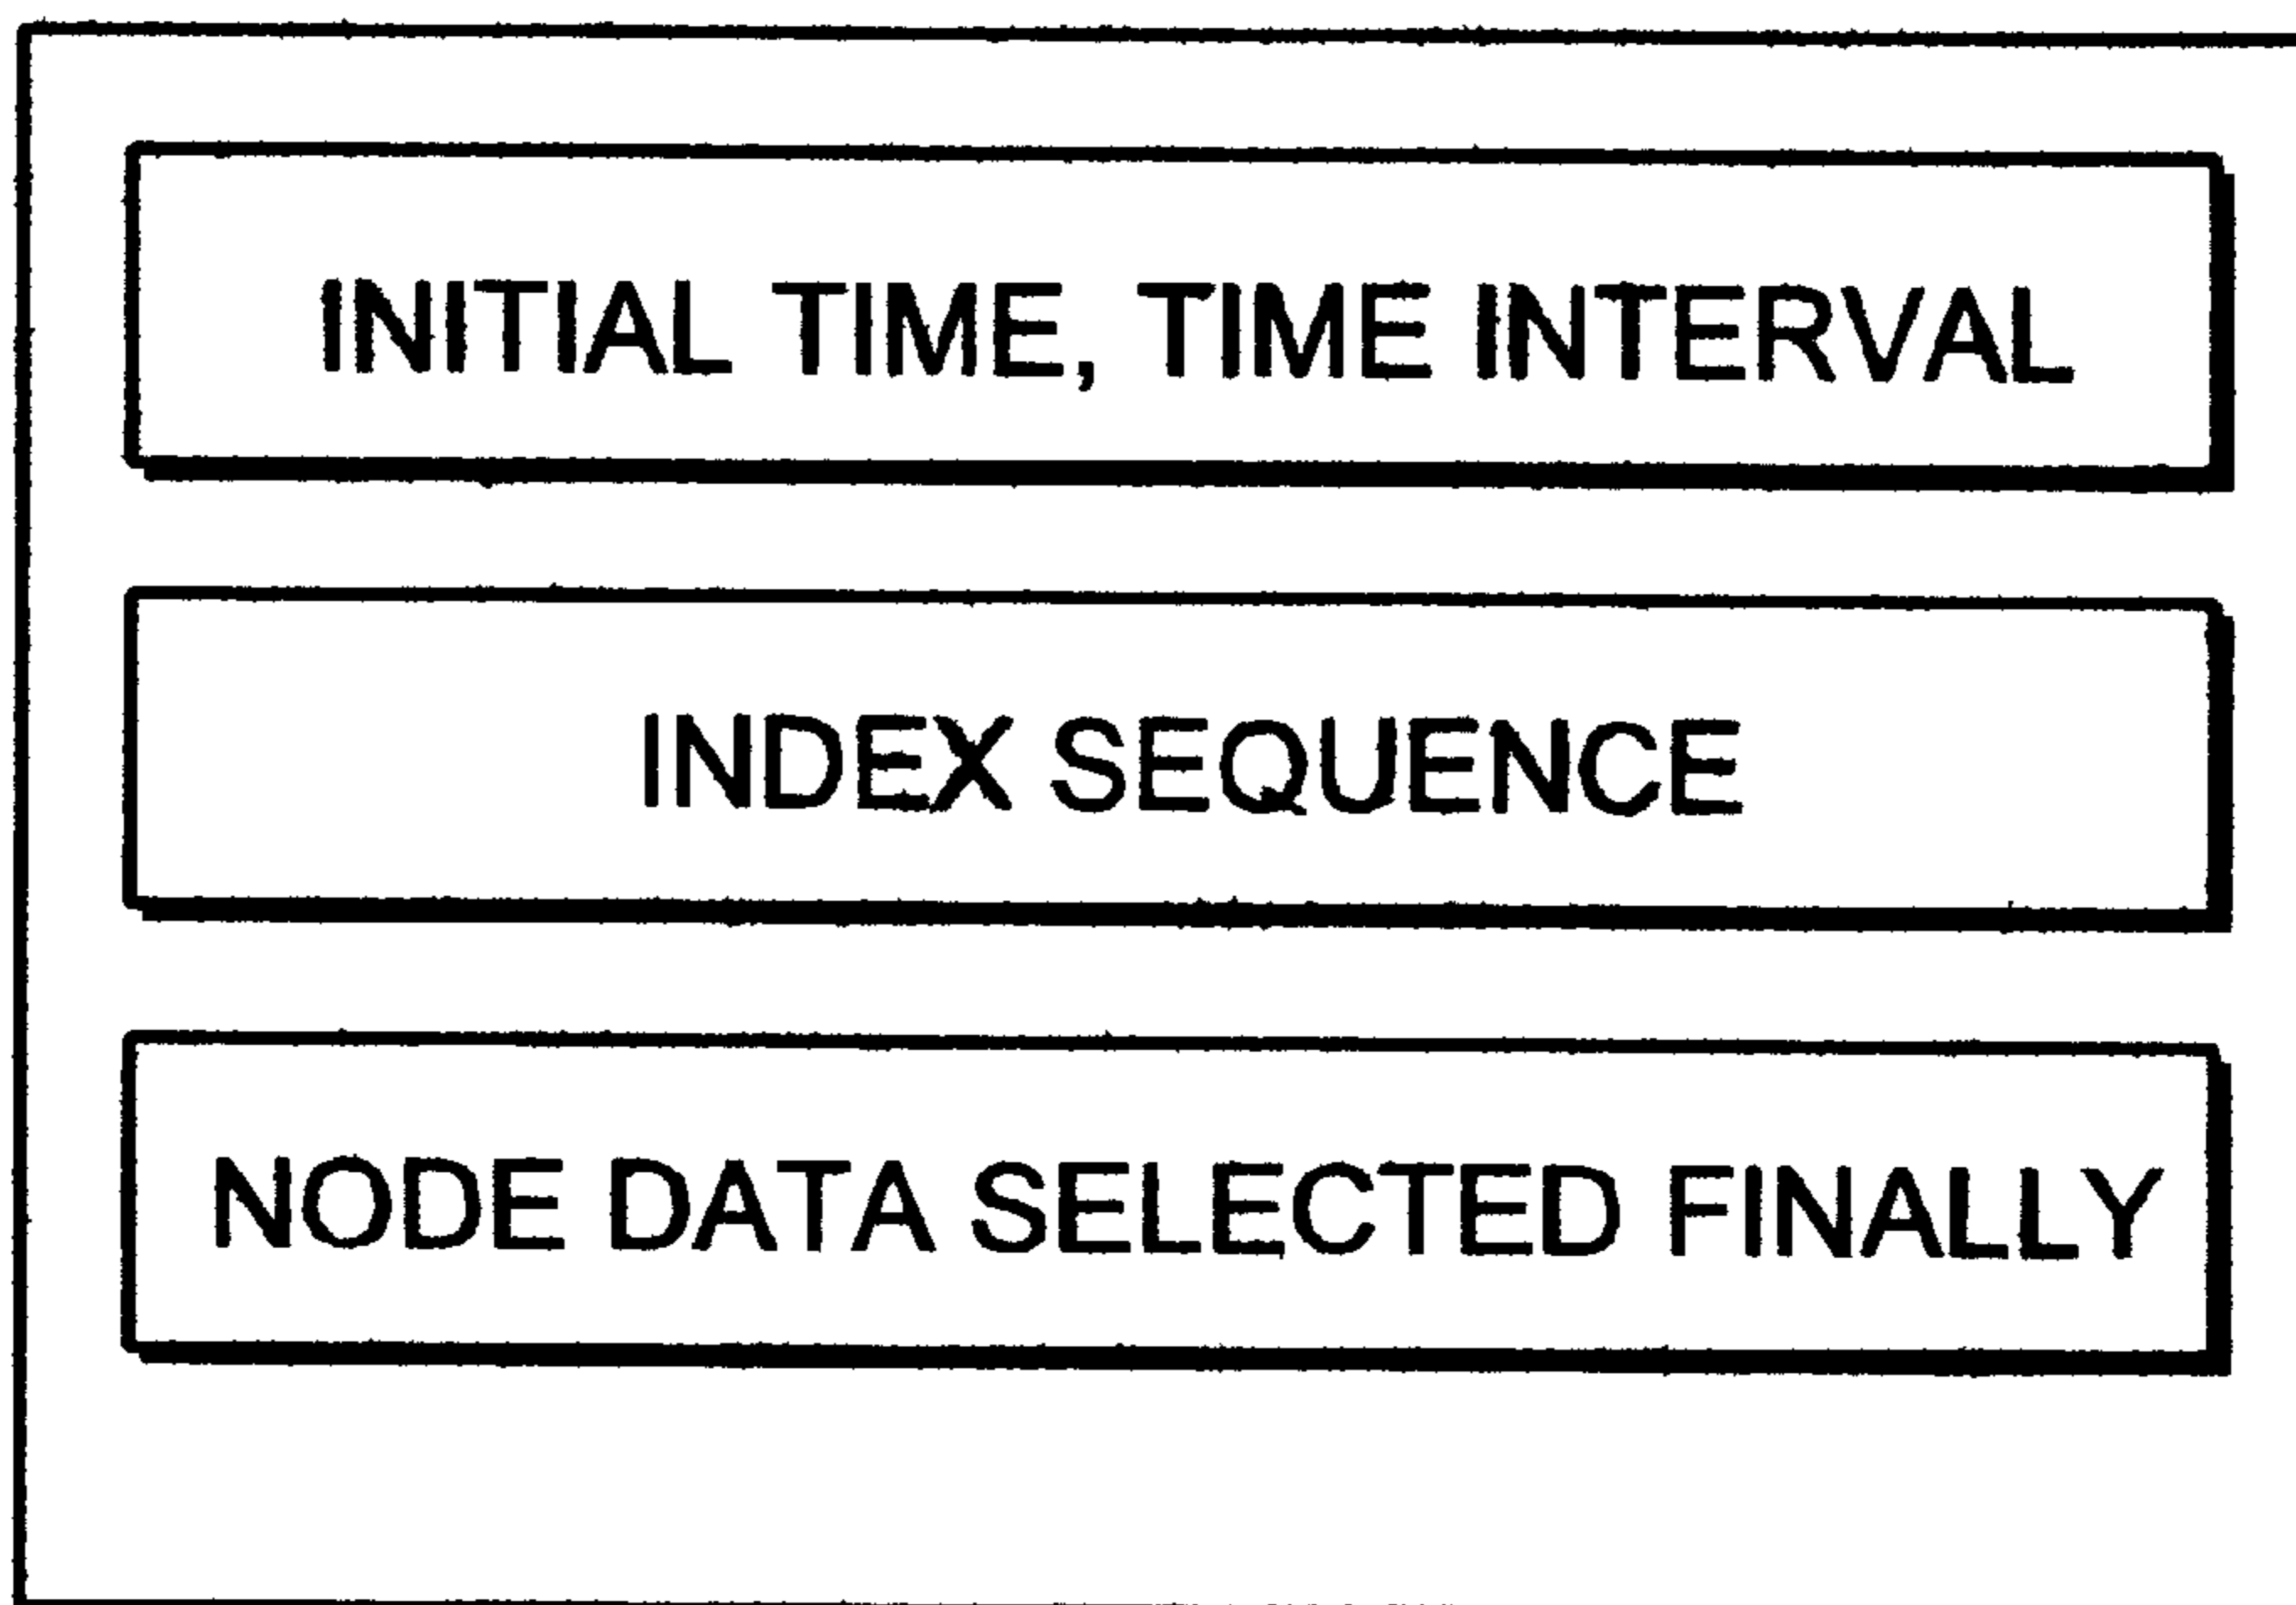 INITIAL TIME, TIME INTERVAL
INDEX SEQUENCE
NODE DATA SELECTED FINALLY